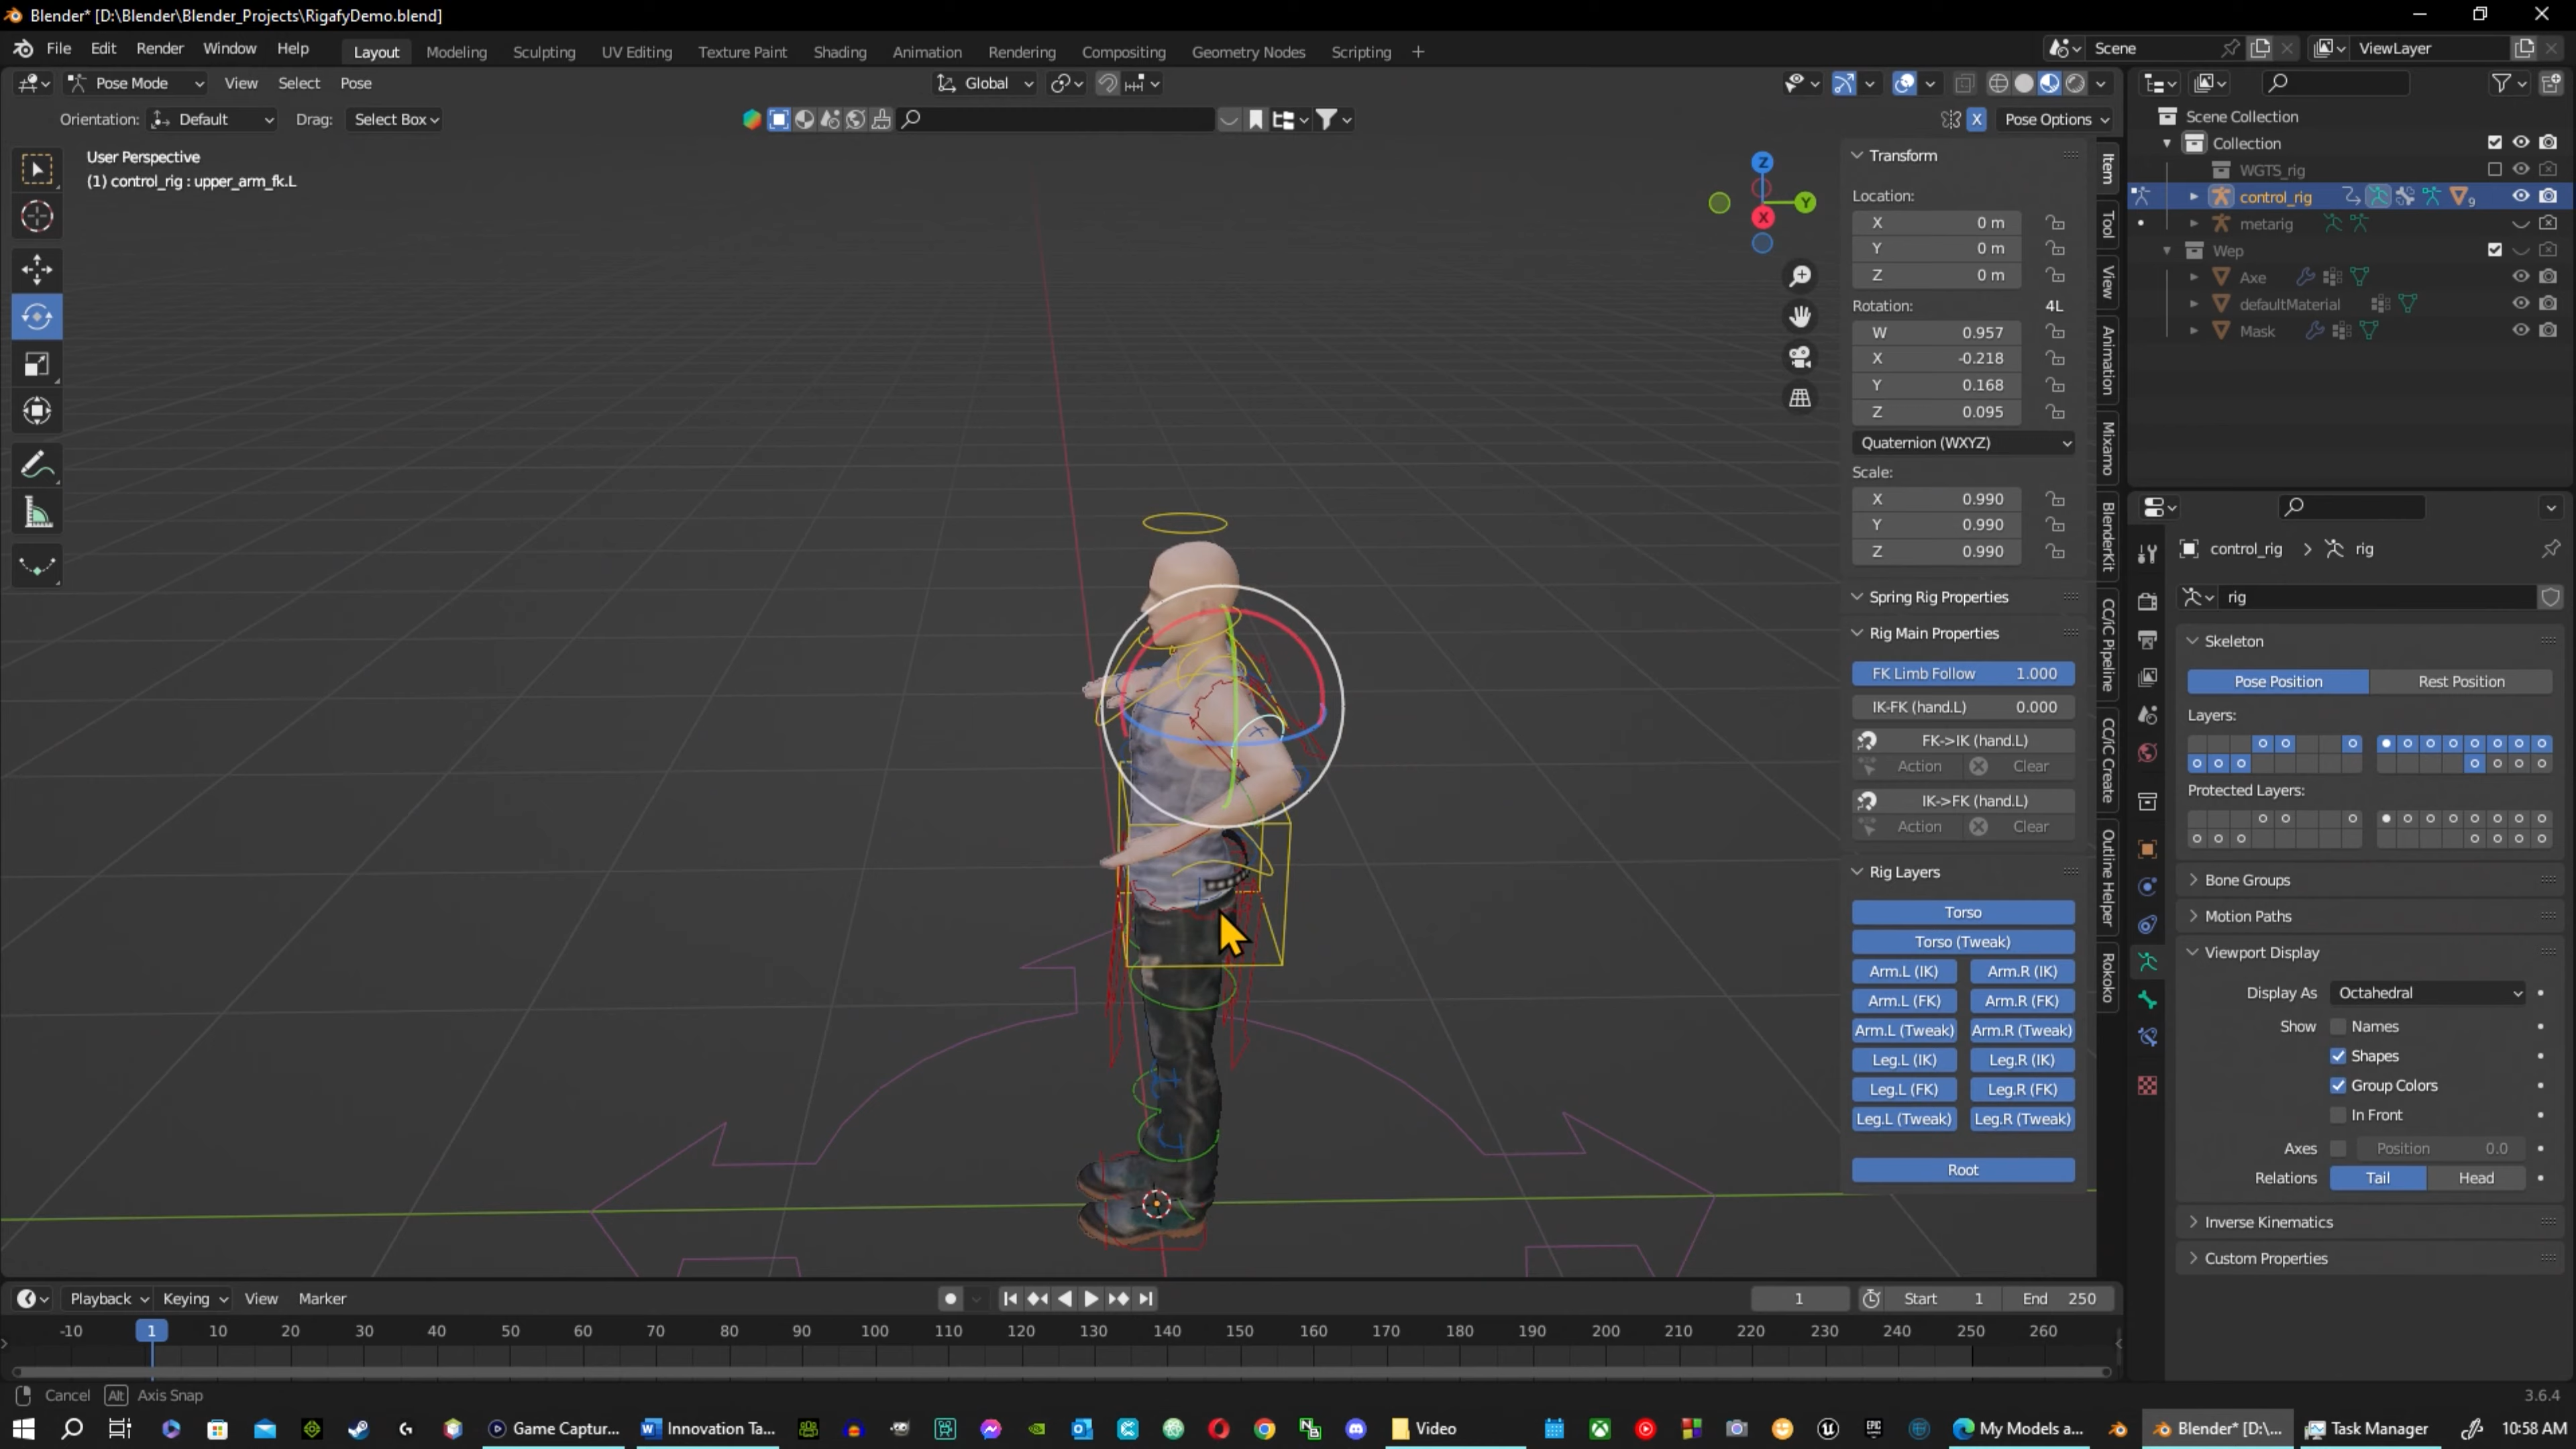 Blender* [D:\Blender\Blender_Projects\RigafyDemo.blend]
File Edit Render Window Help Layout Modeling Sculpting UV Editing Texture Paint Shading Animation Rendering Compositing Geometry Nodes Scripting + Scene ViewLayer
Pose Mode View Select Pose Global
Orientation: Default Drag: Select Box X Pose Options
User Perspective
(1) control_rig : upper_arm_fk.L
Z
Y
X
Transform
Location:
X 0 m
Y 0 m
Z 0 m
Rotation: 4L
W 0.957
X -0.218
Y 0.168
Z 0.095
Quaternion (WXYZ)
Scale:
X 0.990
Y 0.990
Z 0.990
Spring Rig Properties
Rig Main Properties
FK Limb Follow 1.000
IK-FK (hand.L) 0.000
FK->IK (hand.L)
Action Clear
IK->FK (hand.L)
Action Clear
Rig Layers
Torso
Torso (Tweak)
Arm.L (IK) Arm.R (IK)
Arm.L (FK) Arm.R (FK)
Arm.L (Tweak) Arm.R (Tweak)
Leg.L (IK) Leg.R (IK)
Leg.L (FK) Leg.R (FK)
Leg.L (Tweak) Leg.R (Tweak)
Root
Item
Tool
View
Animation
Mixamo
BlenderKit
CC/iC Pipeline
CC/iC Create
Outline Helper
Rokoko
Scene Collection
Collection
WGTS_rig
control_rig 9
metarig
Wep
Axe
defaultMaterial
Mask
control_rig > rig
rig
Skeleton
Pose Position Rest Position
Layers:
Protected Layers:
Bone Groups
Motion Paths
Viewport Display
Display As Octahedral
Show Names
Shapes
Group Colors
In Front
Axes Position 0.0
Relations Tail Head
Inverse Kinematics
Custom Properties
Playback Keying View Marker 1 Start 1 End 250
-10 1 10 20 30 40 50 60 70 80 90 100 110 120 130 140 150 160 170 180 190 200 210 220 230 240 250 260
Cancel Alt Axis Snap 3.6.4
Game Captur... Innovation Ta... Video My Models a... Blender* [D:\... Task Manager 10:58 AM